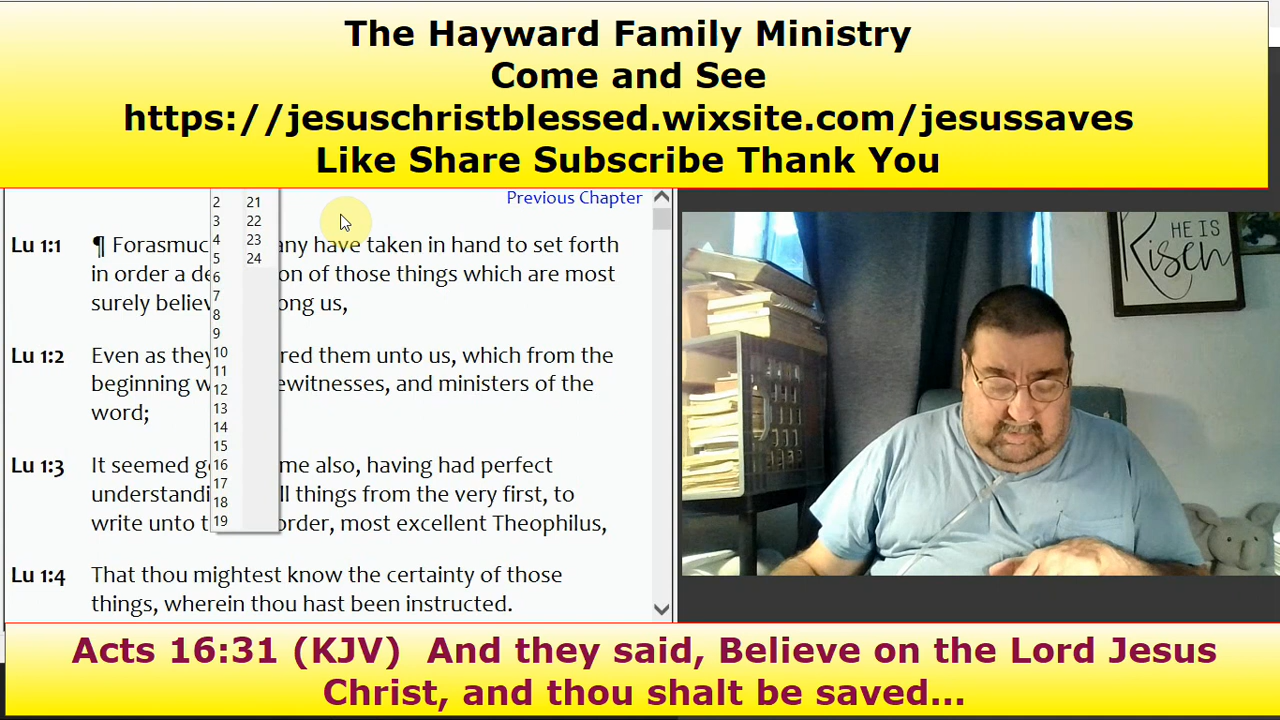 The Hayward Family Ministry
Come and See
https://jesuschristblessed.wixsite.com/jesussaves
Like Share Subscribe Thank You
Previous Chapter
2 21
3 22
4 23
5 24
6
7
8
9
10
11
12
13
14
15
16
17
18
19
Lu 1:1 ¶ Forasmuc any have taken in hand to set forth
in order a de on of those things which are most
surely believ ong us,
Lu 1:2 Even as they red them unto us, which from the
beginning w ewitnesses, and ministers of the
word;
Lu 1:3 It seemed g me also, having had perfect
understandi ll things from the very first, to
write unto t order, most excellent Theophilus,
Lu 1:4 That thou mightest know the certainty of those
things, wherein thou hast been instructed.
HE IS
Risen
Acts 16:31 (KJV) And they said, Believe on the Lord Jesus
Christ, and thou shalt be saved...